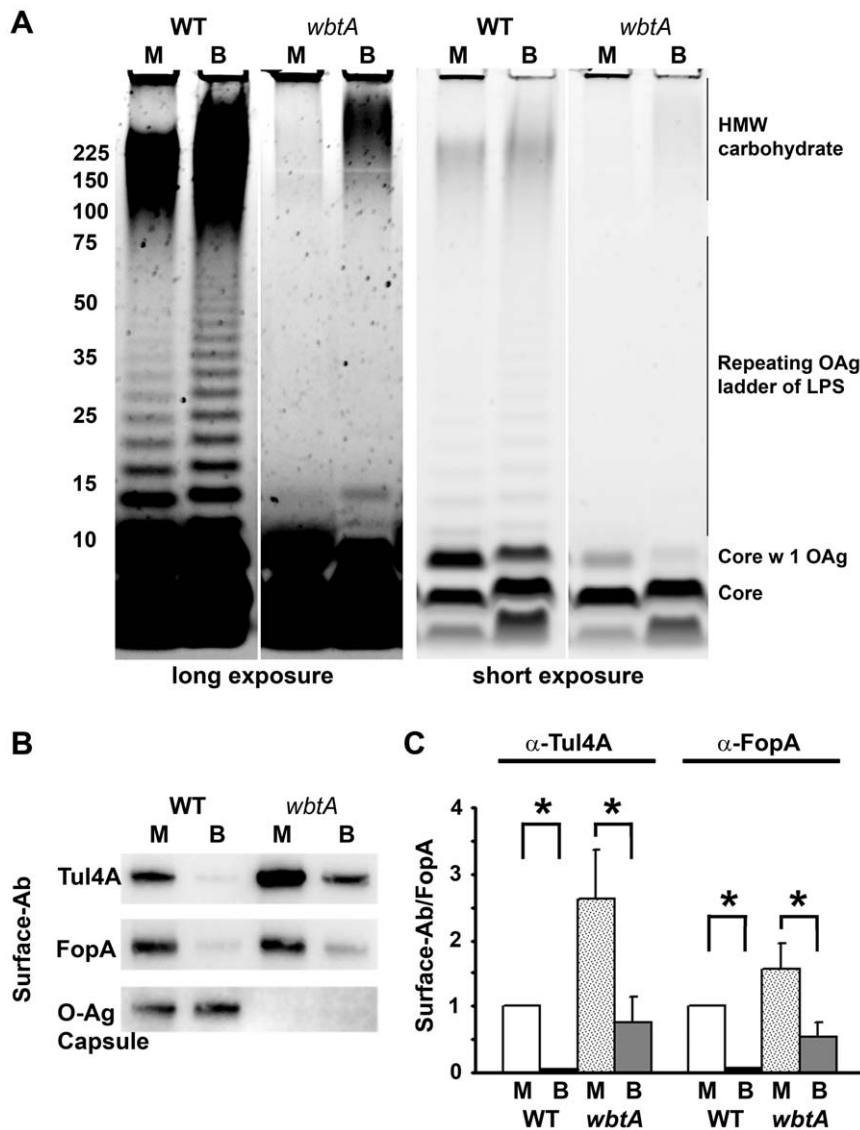 A
WT wbtA WT wbtA
M B M B M B M B
225
150
100
75
50
35
25
15
10
HMW
carbohydrate
Repeating OAg
ladder of LPS
Core w 1 OAg
Core
long exposure short exposure
B
WT wbtA
M B M B
Surface-Ab
Tul4A
FopA
O-Ag
Capsule
C
α-Tul4A α-FopA
* * * *
Surface-Ab/FopA
4
3
2
1
0
M B M B M B M B
WT wbtA WT wbtA